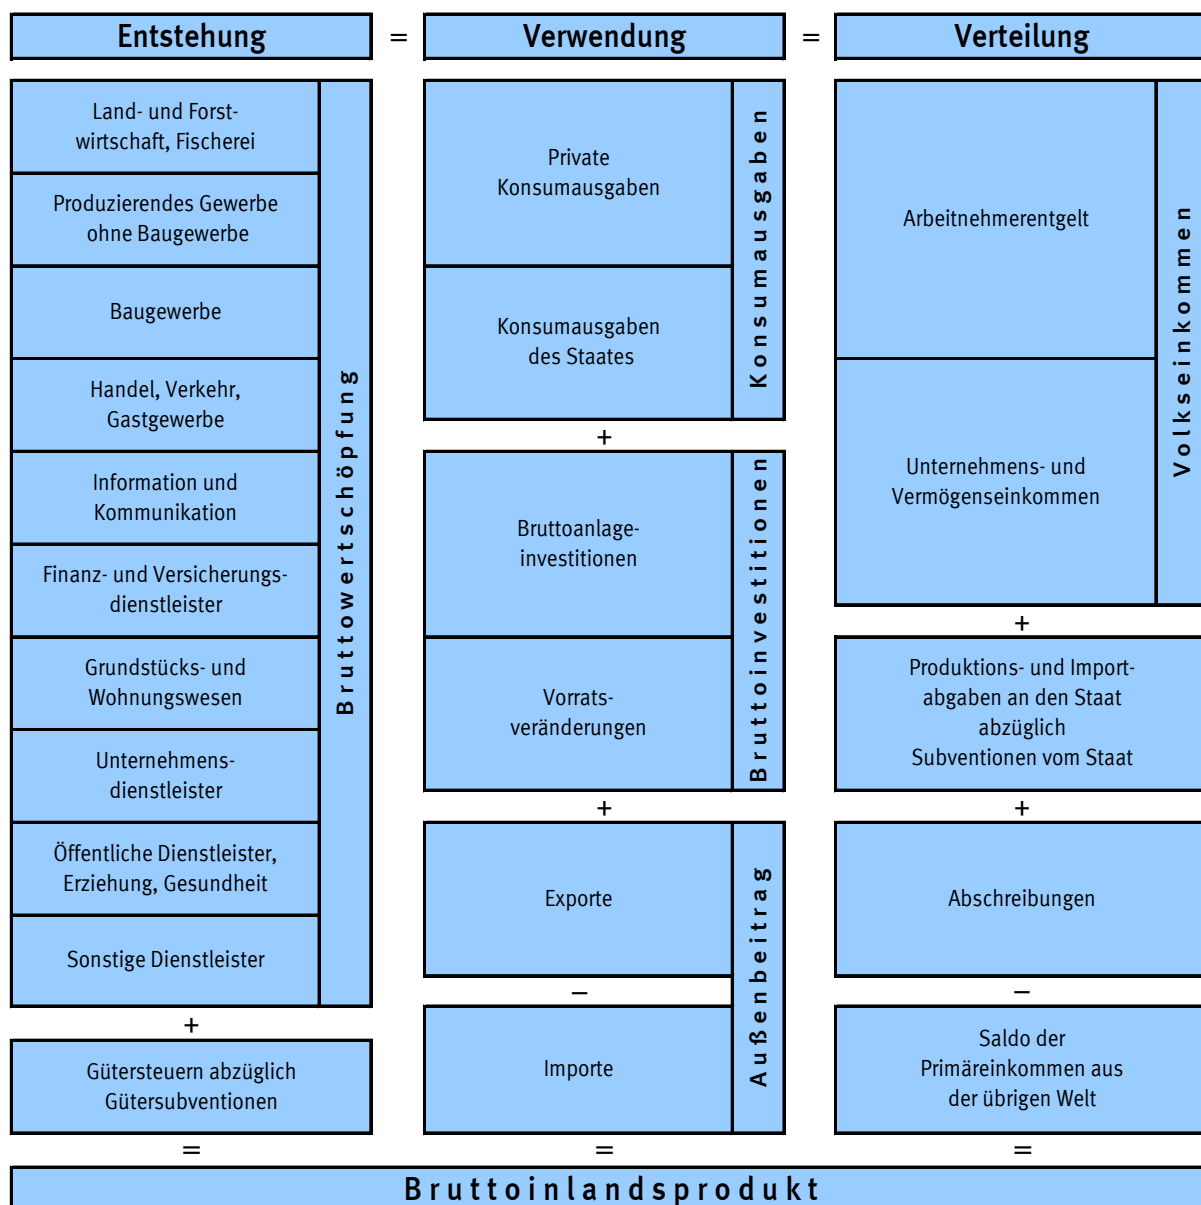 Entstehung = Verwendung = Verteilung
Land- und Forst-
wirtschaft, Fischerei
Produzierendes Gewerbe
ohne Baugewerbe
Baugewerbe
Handel, Verkehr,
Gastgewerbe
Information und
Kommunikation
Finanz- und Versicherungs-
dienstleister
Grundstücks- und
Wohnungswesen
Unternehmens-
dienstleister
Öffentliche Dienstleister,
Erziehung, Gesundheit
Sonstige Dienstleister
Bruttowertschöpfung
+
Gütersteuern abzüglich
Gütersubventionen
=
Private
Konsumausgaben
Konsumausgaben
des Staates
Konsumausgaben
+
Bruttoanlage-
investitionen
Vorrats-
veränderungen
Bruttoinvestitionen
+
Exporte
–
Importe
Außenbeitrag
=
Arbeitnehmerentgelt
Unternehmens- und
Vermögenseinkommen
Volkseinkommen
+
Produktions- und Import-
abgaben an den Staat
abzüglich
Subventionen vom Staat
+
Abschreibungen
–
Saldo der
Primäreinkommen aus
der übrigen Welt
=
Bruttoinlandsprodukt